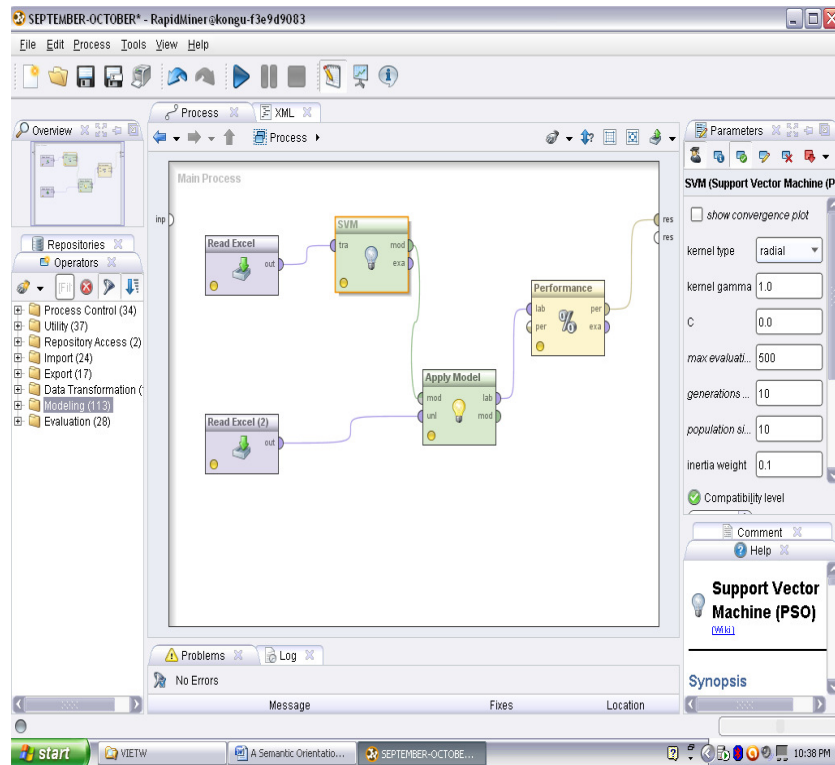 SEPTEMBER-OCTOBER* - RapidMiner@kongu-f3e9d9083
File Edit Process Tools View Help
Process XML
Overview
Process
Main Process
inp
res
res
Read Excel
out
SVM
tra mod
exa
Performance
lab per
per exa
Apply Model
mod lab
unl mod
Read Excel (2)
out
Repositories
Operators
[Fil
Process Control (34)
Utility (37)
Repository Access (2)
Import (24)
Export (17)
Data Transformation (
Modeling (113)
Evaluation (28)
Parameters
SVM (Support Vector Machine (P
show convergence plot
kernel type radial
kernel gamma 1.0
C 0.0
max evaluati... 500
generations ... 10
population si... 10
inertia weight 0.1
Compatibility level
Comment
Help
Support Vector
Machine (PSO)
(Wiki)
Synopsis
Problems Log
No Errors
Message Fixes Location
start VIETW A Semantic Orientatio... SEPTEMBER-OCTOBE... 10:38 PM